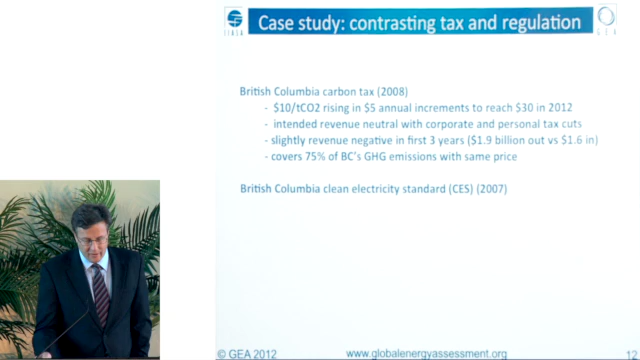 IIASA
Case study: contrasting tax and regulation
GEA
British Columbia carbon tax (2008)
- $10/tCO2 rising in $5 annual increments to reach $30 in 2012
- intended revenue neutral with corporate and personal tax cuts
- slightly revenue negative in first 3 years ($1.9 billion out vs $1.6 in)
- covers 75% of BC's GHG emissions with same price
British Columbia clean electricity standard (CES) (2007)
© GEA 2012
www.globalenergyassessment.org
12